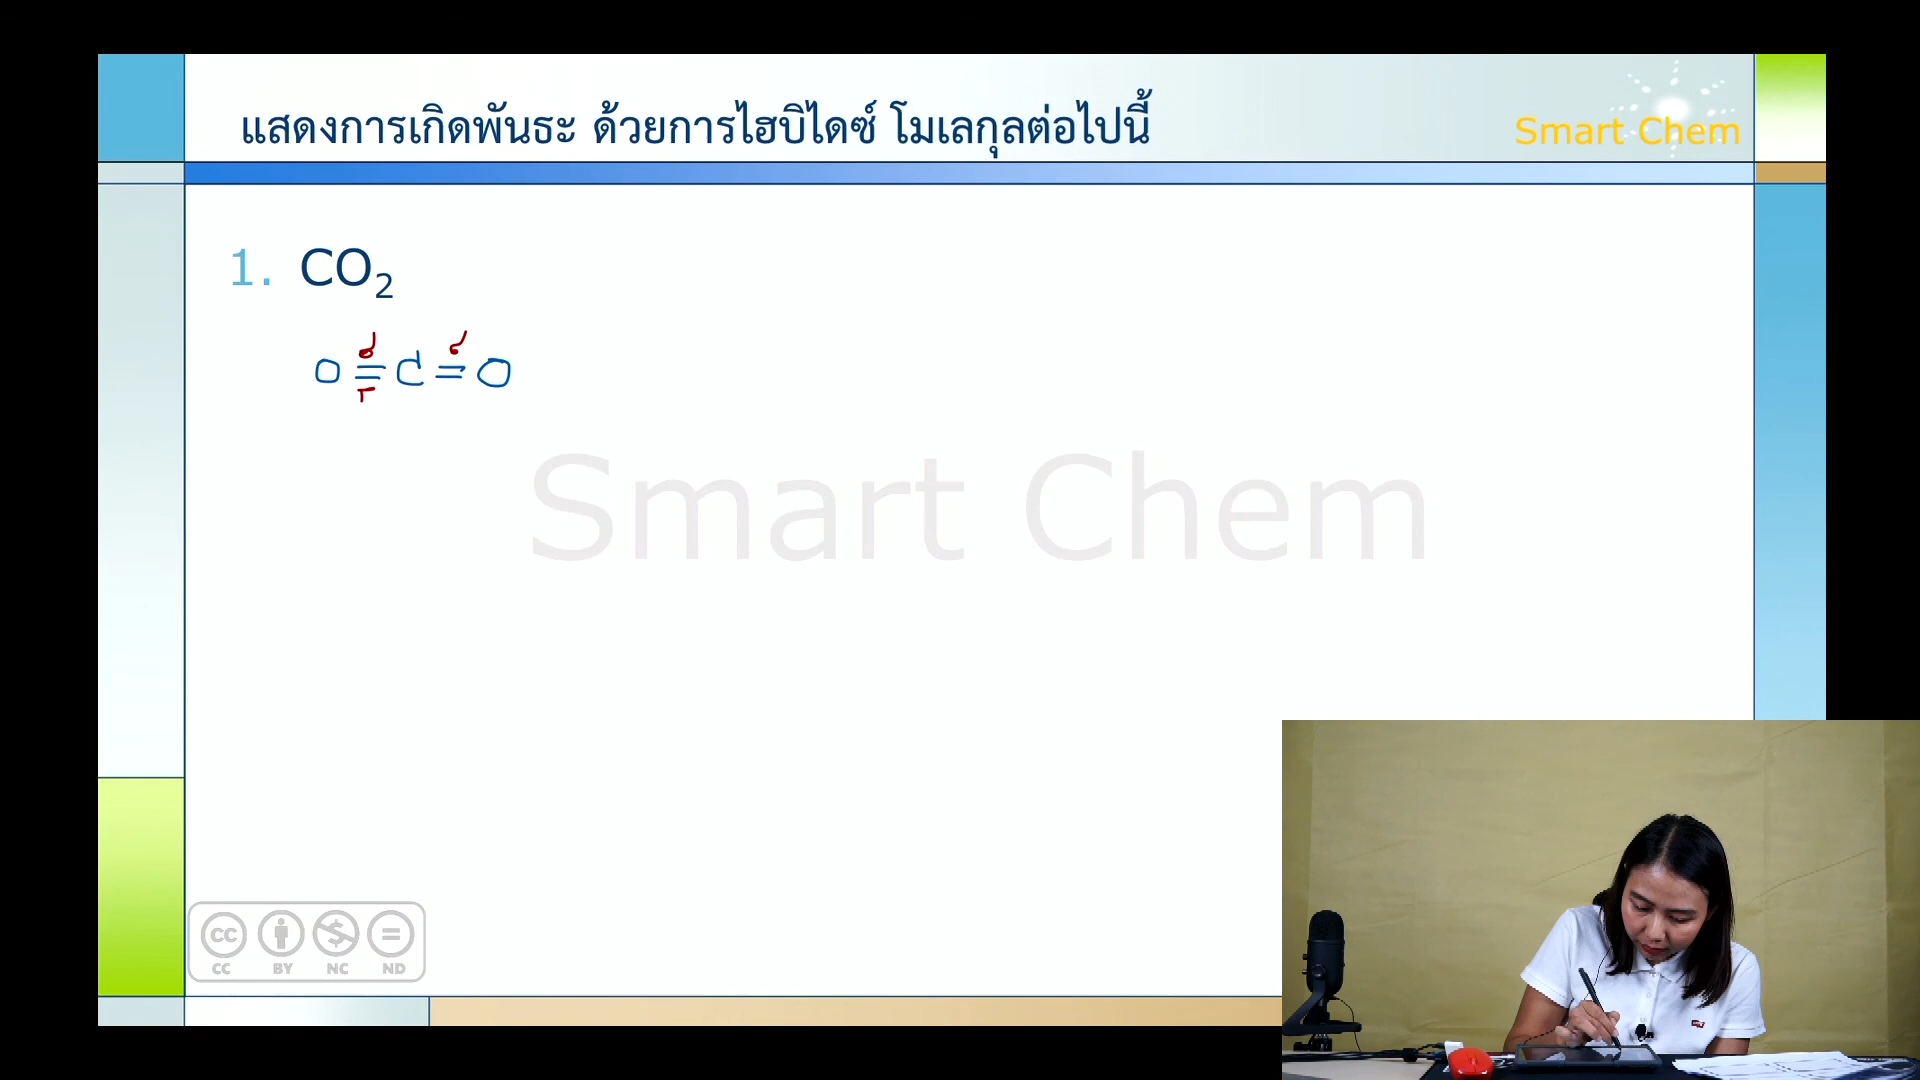 แสดงการเกิดพันธะ ด้วยการไฮบิไดซ์ โมเลกุลต่อไปนี้
Smart Chem
1. CO₂
O = C = O
Smart Chem
CC BY NC ND